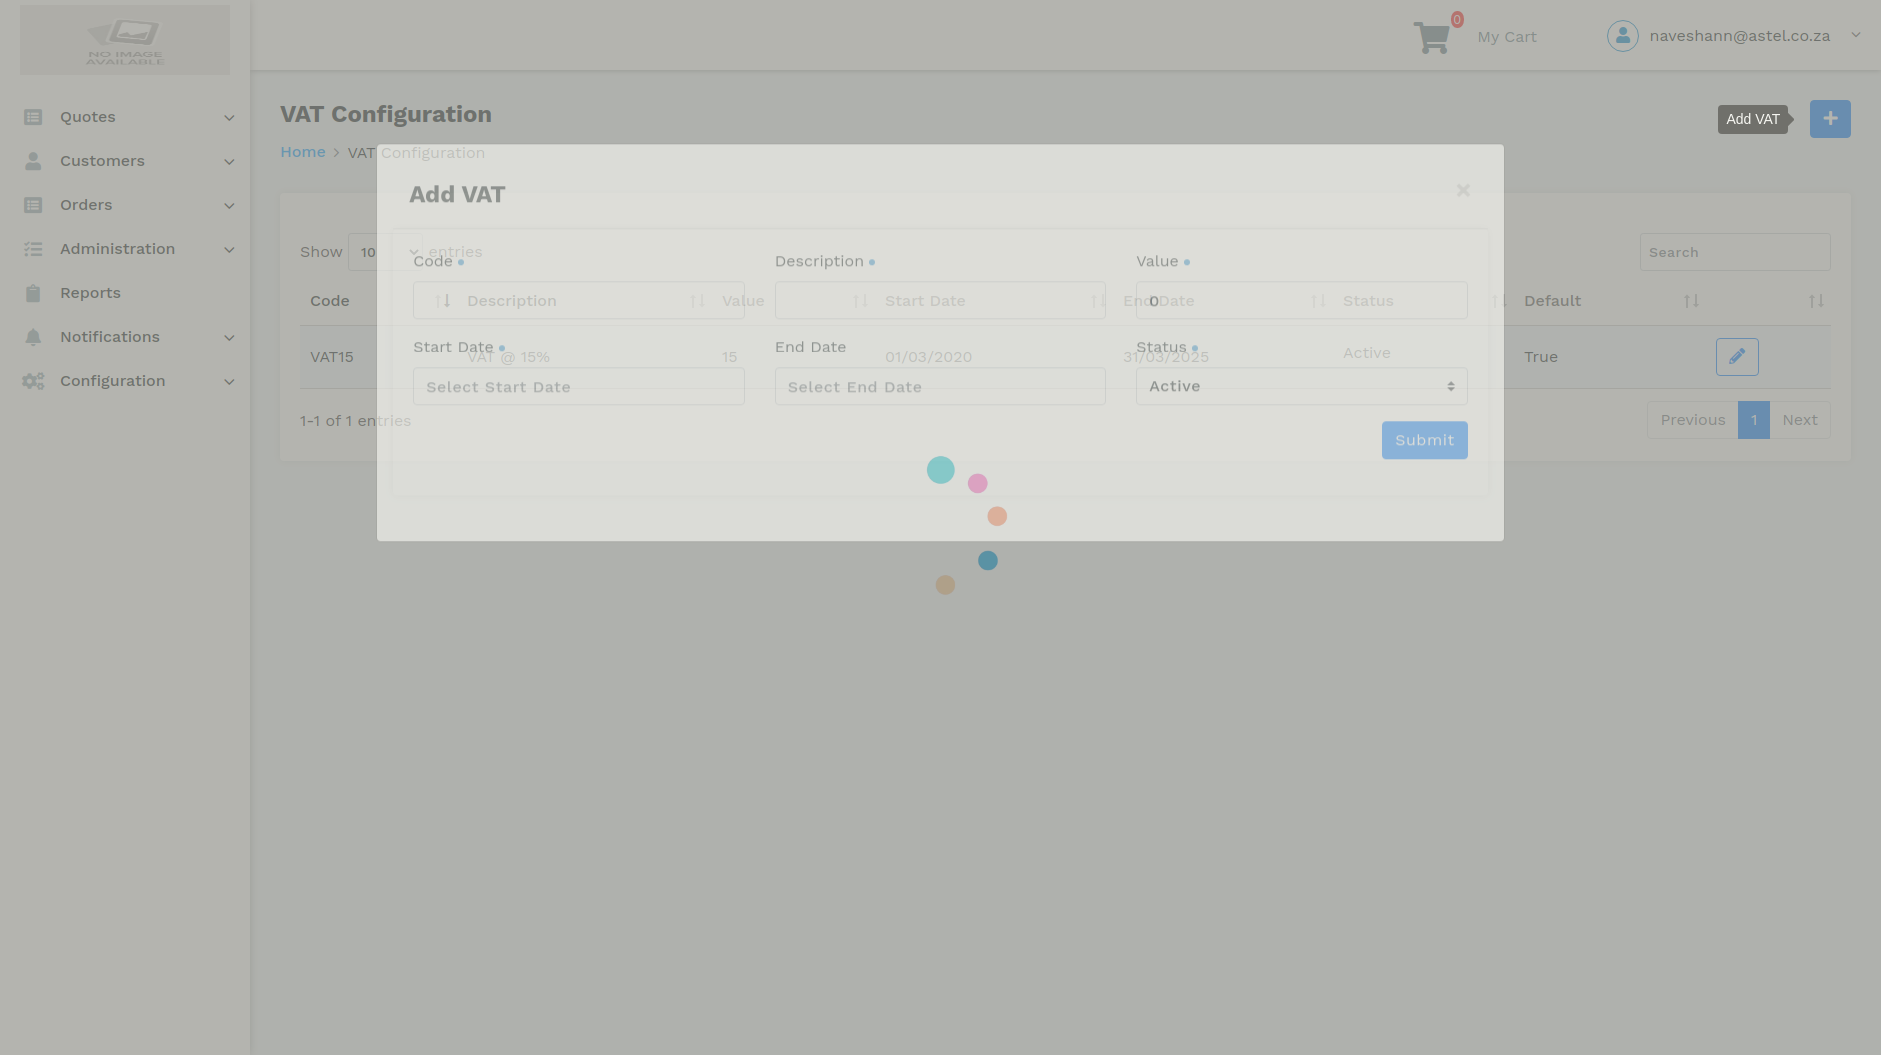 NO IMAGE
AVAILABLE
0
My Cart
naveshann@astel.co.za
Quotes
Customers
Orders
Administration
Reports
Notifications
Configuration
VAT Configuration
Add VAT
Home > VAT Configuration
Add VAT
×
Show 10 entries
Search
Code Description Value
Code Description Value Start Date End Date Status Default
0
Start Date End Date Status
VAT15 VAT @ 15% 15 01/03/2020 31/03/2025 Active True
Select Start Date Select End Date Active
1-1 of 1 entries
Previous 1 Next
Submit